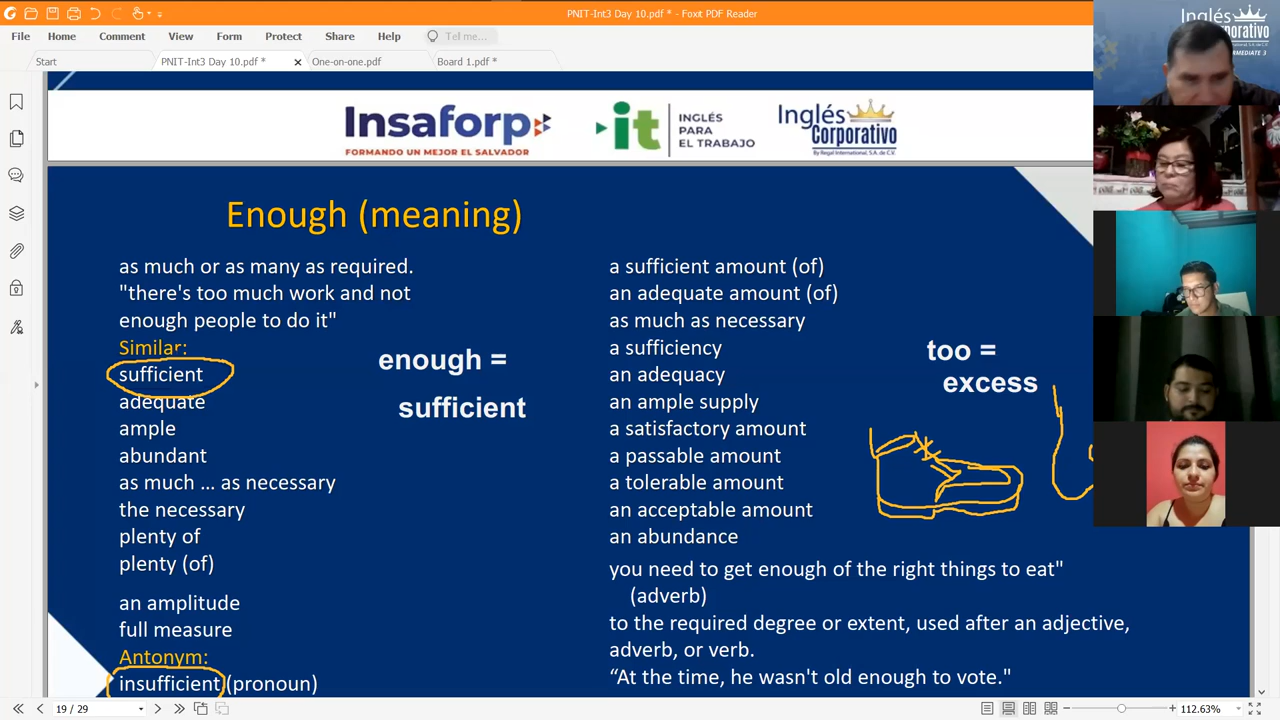 PNIT-Int3 Day 10.pdf * - Foxit PDF Reader
File Home Comment View Form Protect Share Help Tell me...
Start PNIT-Int3 Day 10.pdf * One-on-one.pdf Board 1.pdf *
Insaforp
FORMANDO UN MEJOR EL SALVADOR
it
INGLÉS
PARA
EL TRABAJO
Inglés
Corporativo
By Regal International, S.A. de C.V.
Enough (meaning)
as much or as many as required.
"there's too much work and not
enough people to do it"
Similar:
sufficient
adequate
ample
abundant
as much … as necessary
the necessary
plenty of
plenty (of)
an amplitude
full measure
Antonym:
insufficient (pronoun)
enough =
sufficient
a sufficient amount (of)
an adequate amount (of)
as much as necessary
a sufficiency
an adequacy
an ample supply
a satisfactory amount
a passable amount
a tolerable amount
an acceptable amount
an abundance
you need to get enough of the right things to eat"
(adverb)
to the required degree or extent, used after an adjective,
adverb, or verb.
“At the time, he wasn't old enough to vote."
too =
excess
Inglés
Corporativo
19 / 29
112.63%